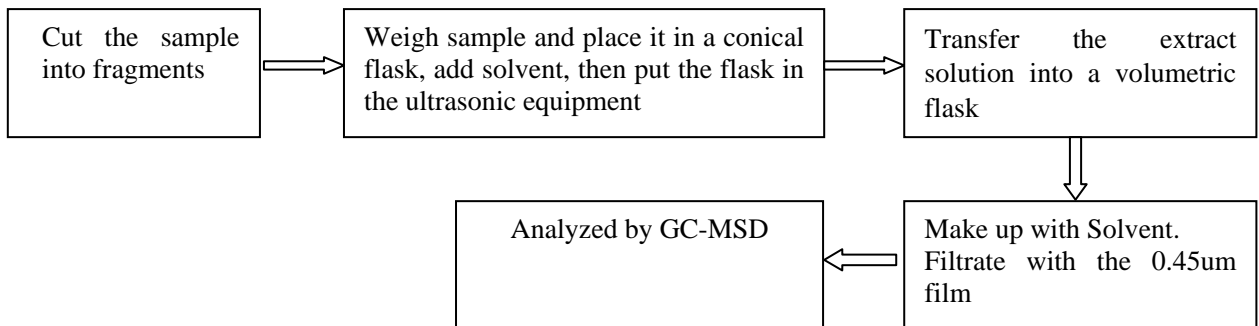 Cut the sample
into fragments
Weigh sample and place it in a conical
flask, add solvent, then put the flask in
the ultrasonic equipment
Transfer the extract
solution into a volumetric
flask
Make up with Solvent.
Filtrate with the 0.45um
film
Analyzed by GC-MSD